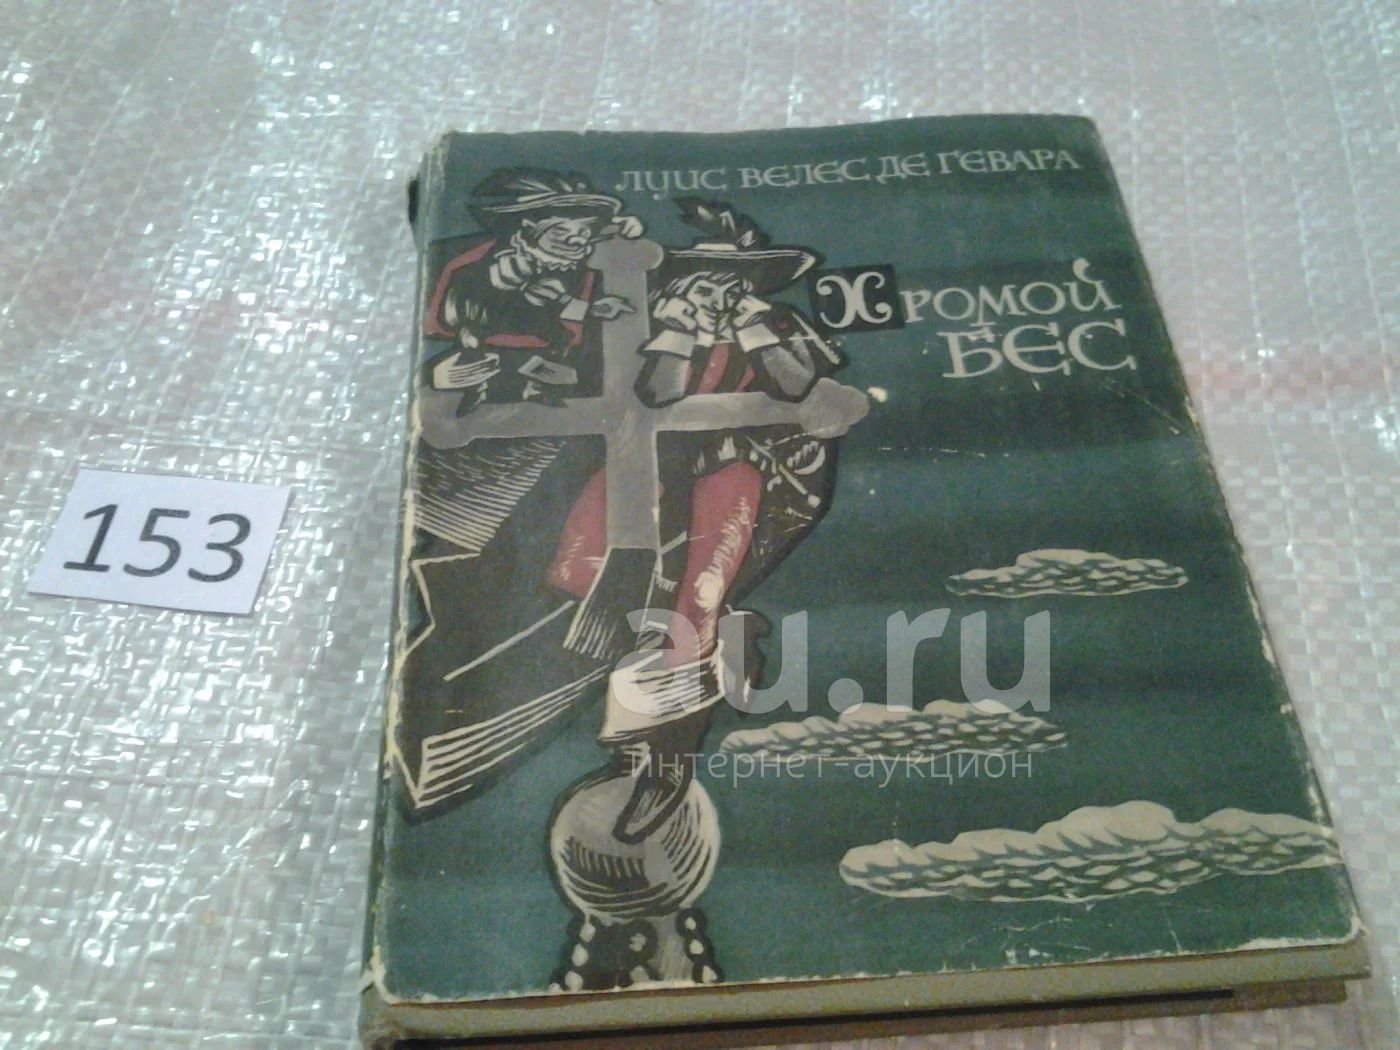 ЛУИС ВЕЛЕС ДЕ ГЕВАРА
ХРОМОЙ
БЕС
153
au.ru
интернет-аукцион